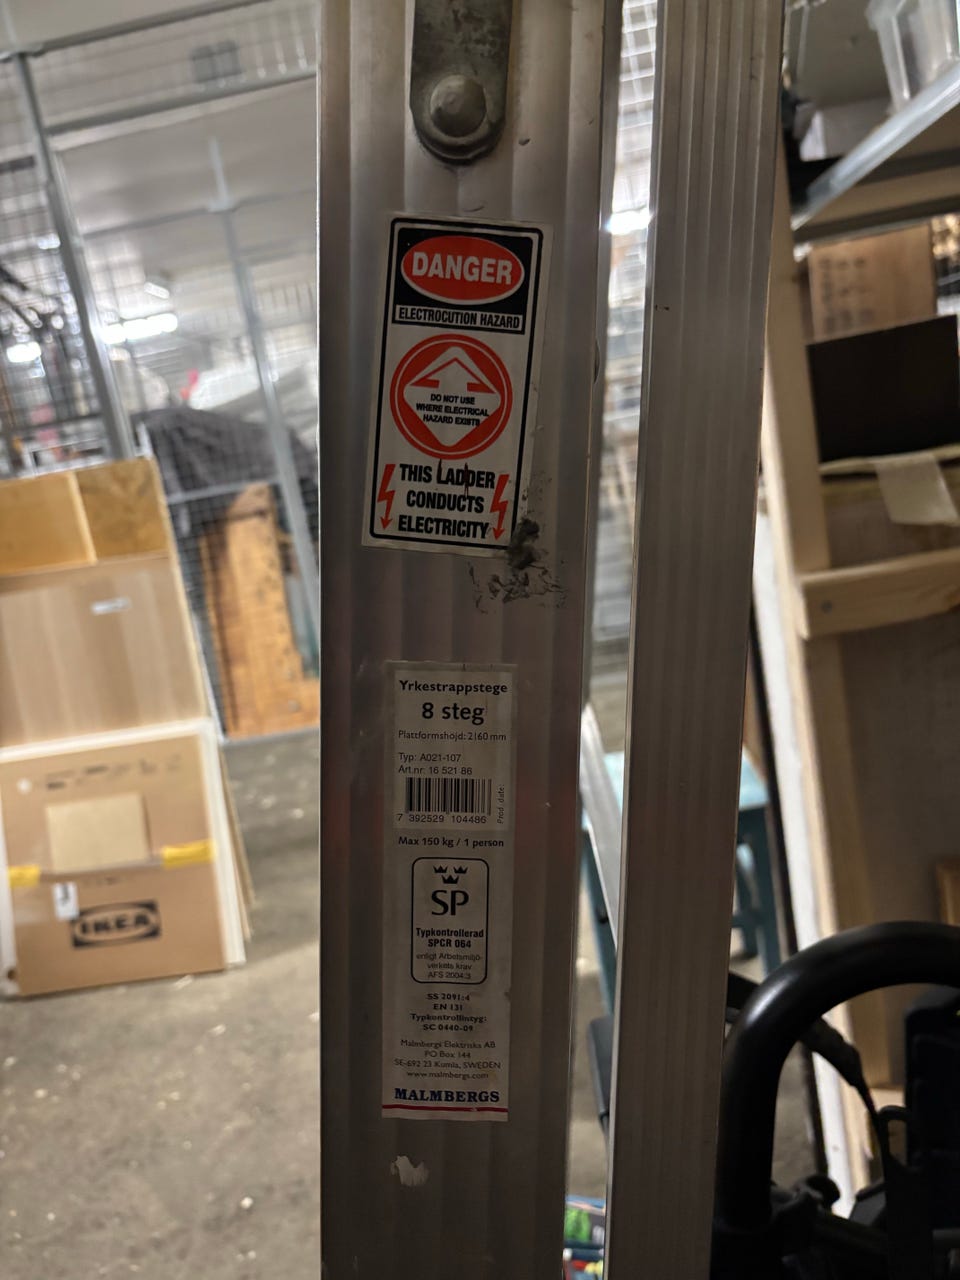 DANGER
ELECTROCUTION HAZARD
DO NOT USE
WHERE ELECTRICAL
HAZARD EXISTS
THIS LADDER
CONDUCTS
ELECTRICITY
Yrkestrappstege
8 steg
Plattformshöjd: 2160 mm
Typ: A021-107
Art.nr: 16 521 86
7 392529 104486
Prod. date:
Max 150 kg / 1 person
SP
Typkontrollerad
SPCR 064
enligt Arbetsmiljö-
verkets krav
AFS 2004:3
SS 2091:4
EN 131
Typkontrollintyg:
SC 0440-09
Malmbergs Elektriska AB
PO Box 144
SE-692 23 Kumla, SWEDEN
www.malmbergs.com
MALMBERGS
IKEA